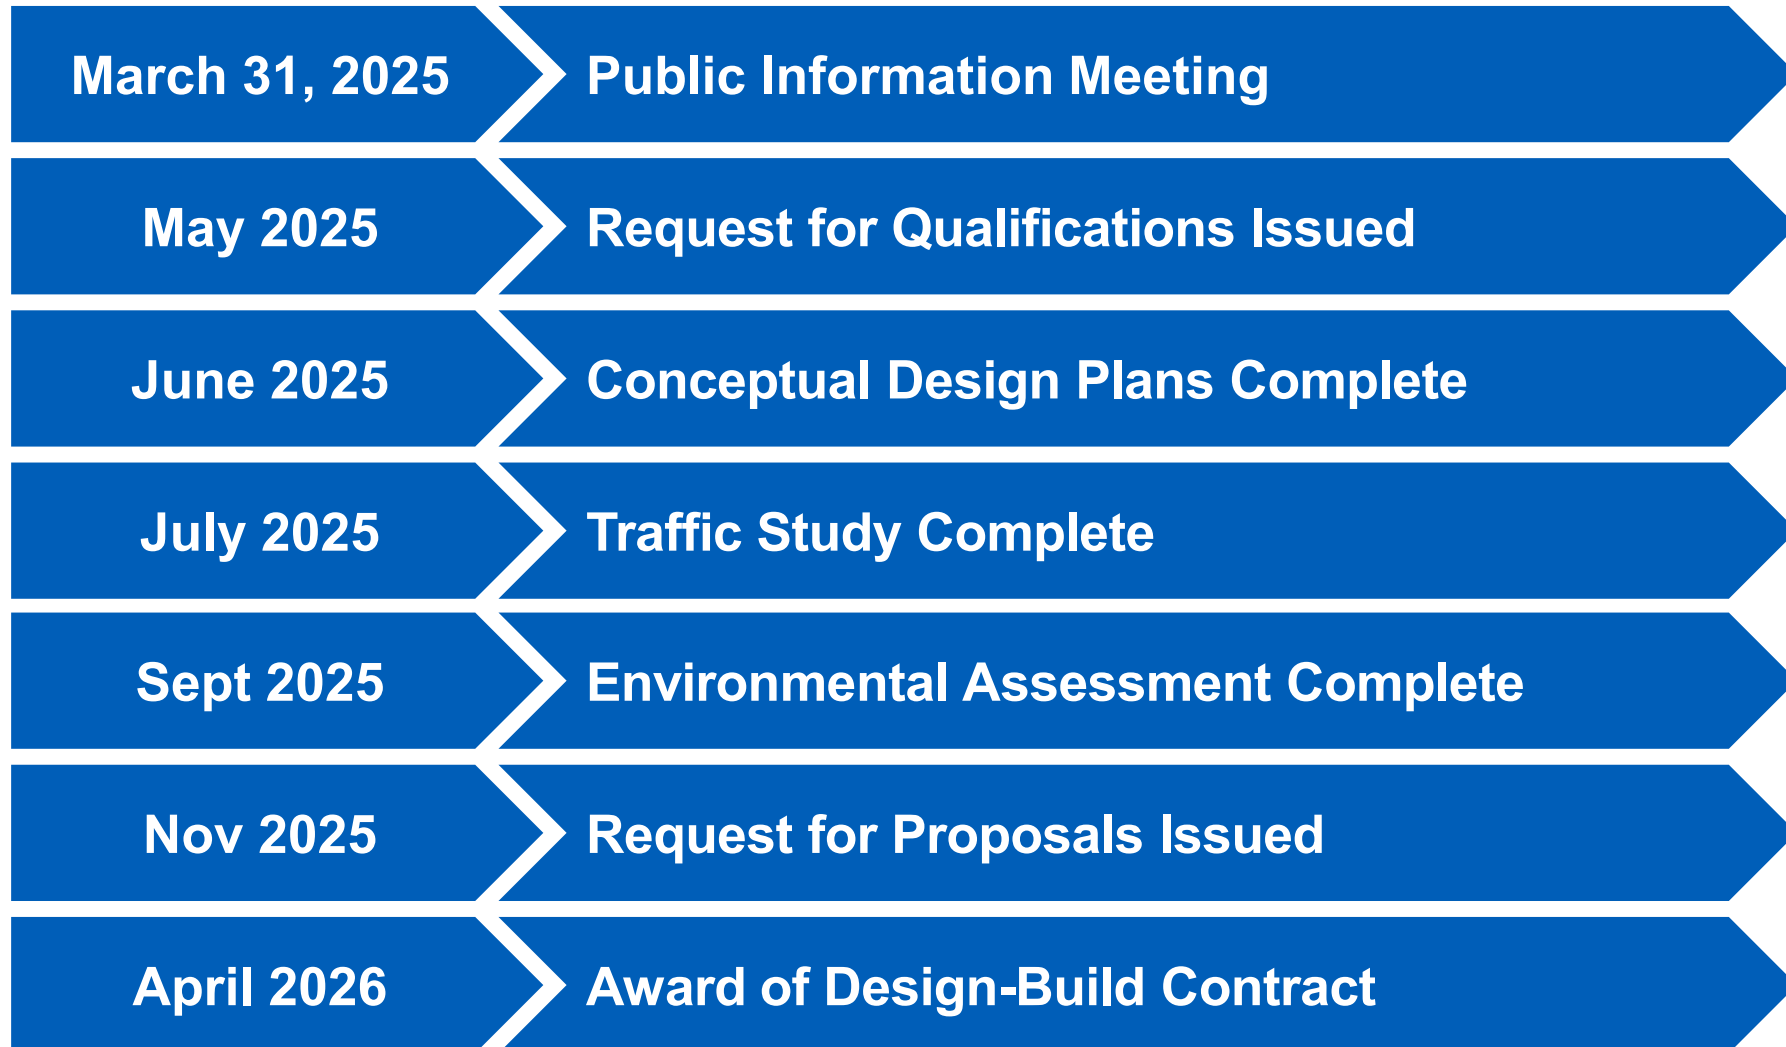 March 31, 2025
Public Information Meeting
May 2025
Request for Qualifications Issued
June 2025
Conceptual Design Plans Complete
July 2025
Traffic Study Complete
Sept 2025
Environmental Assessment Complete
Nov 2025
Request for Proposals Issued
April 2026
Award of Design-Build Contract